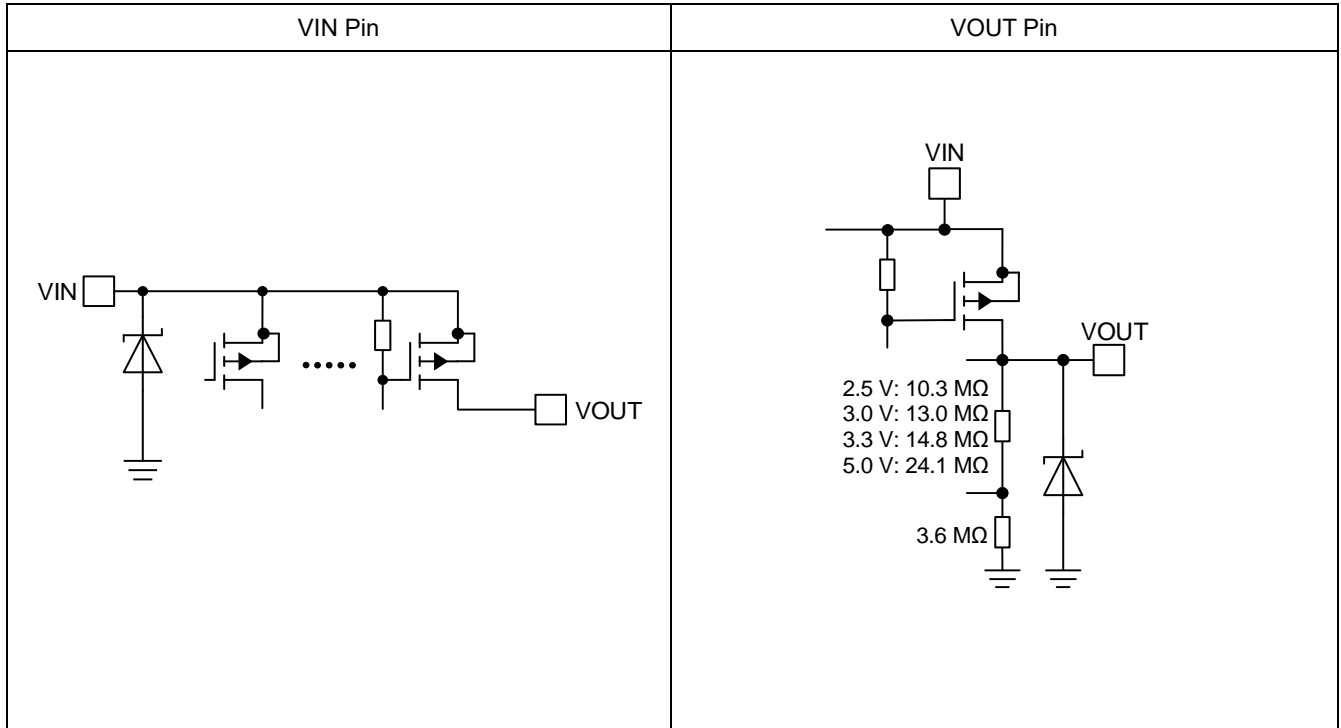 VIN Pin
VOUT Pin
VIN
VOUT
VIN
VOUT
2.5 V: 10.3 MΩ
3.0 V: 13.0 MΩ
3.3 V: 14.8 MΩ
5.0 V: 24.1 MΩ
3.6 MΩ